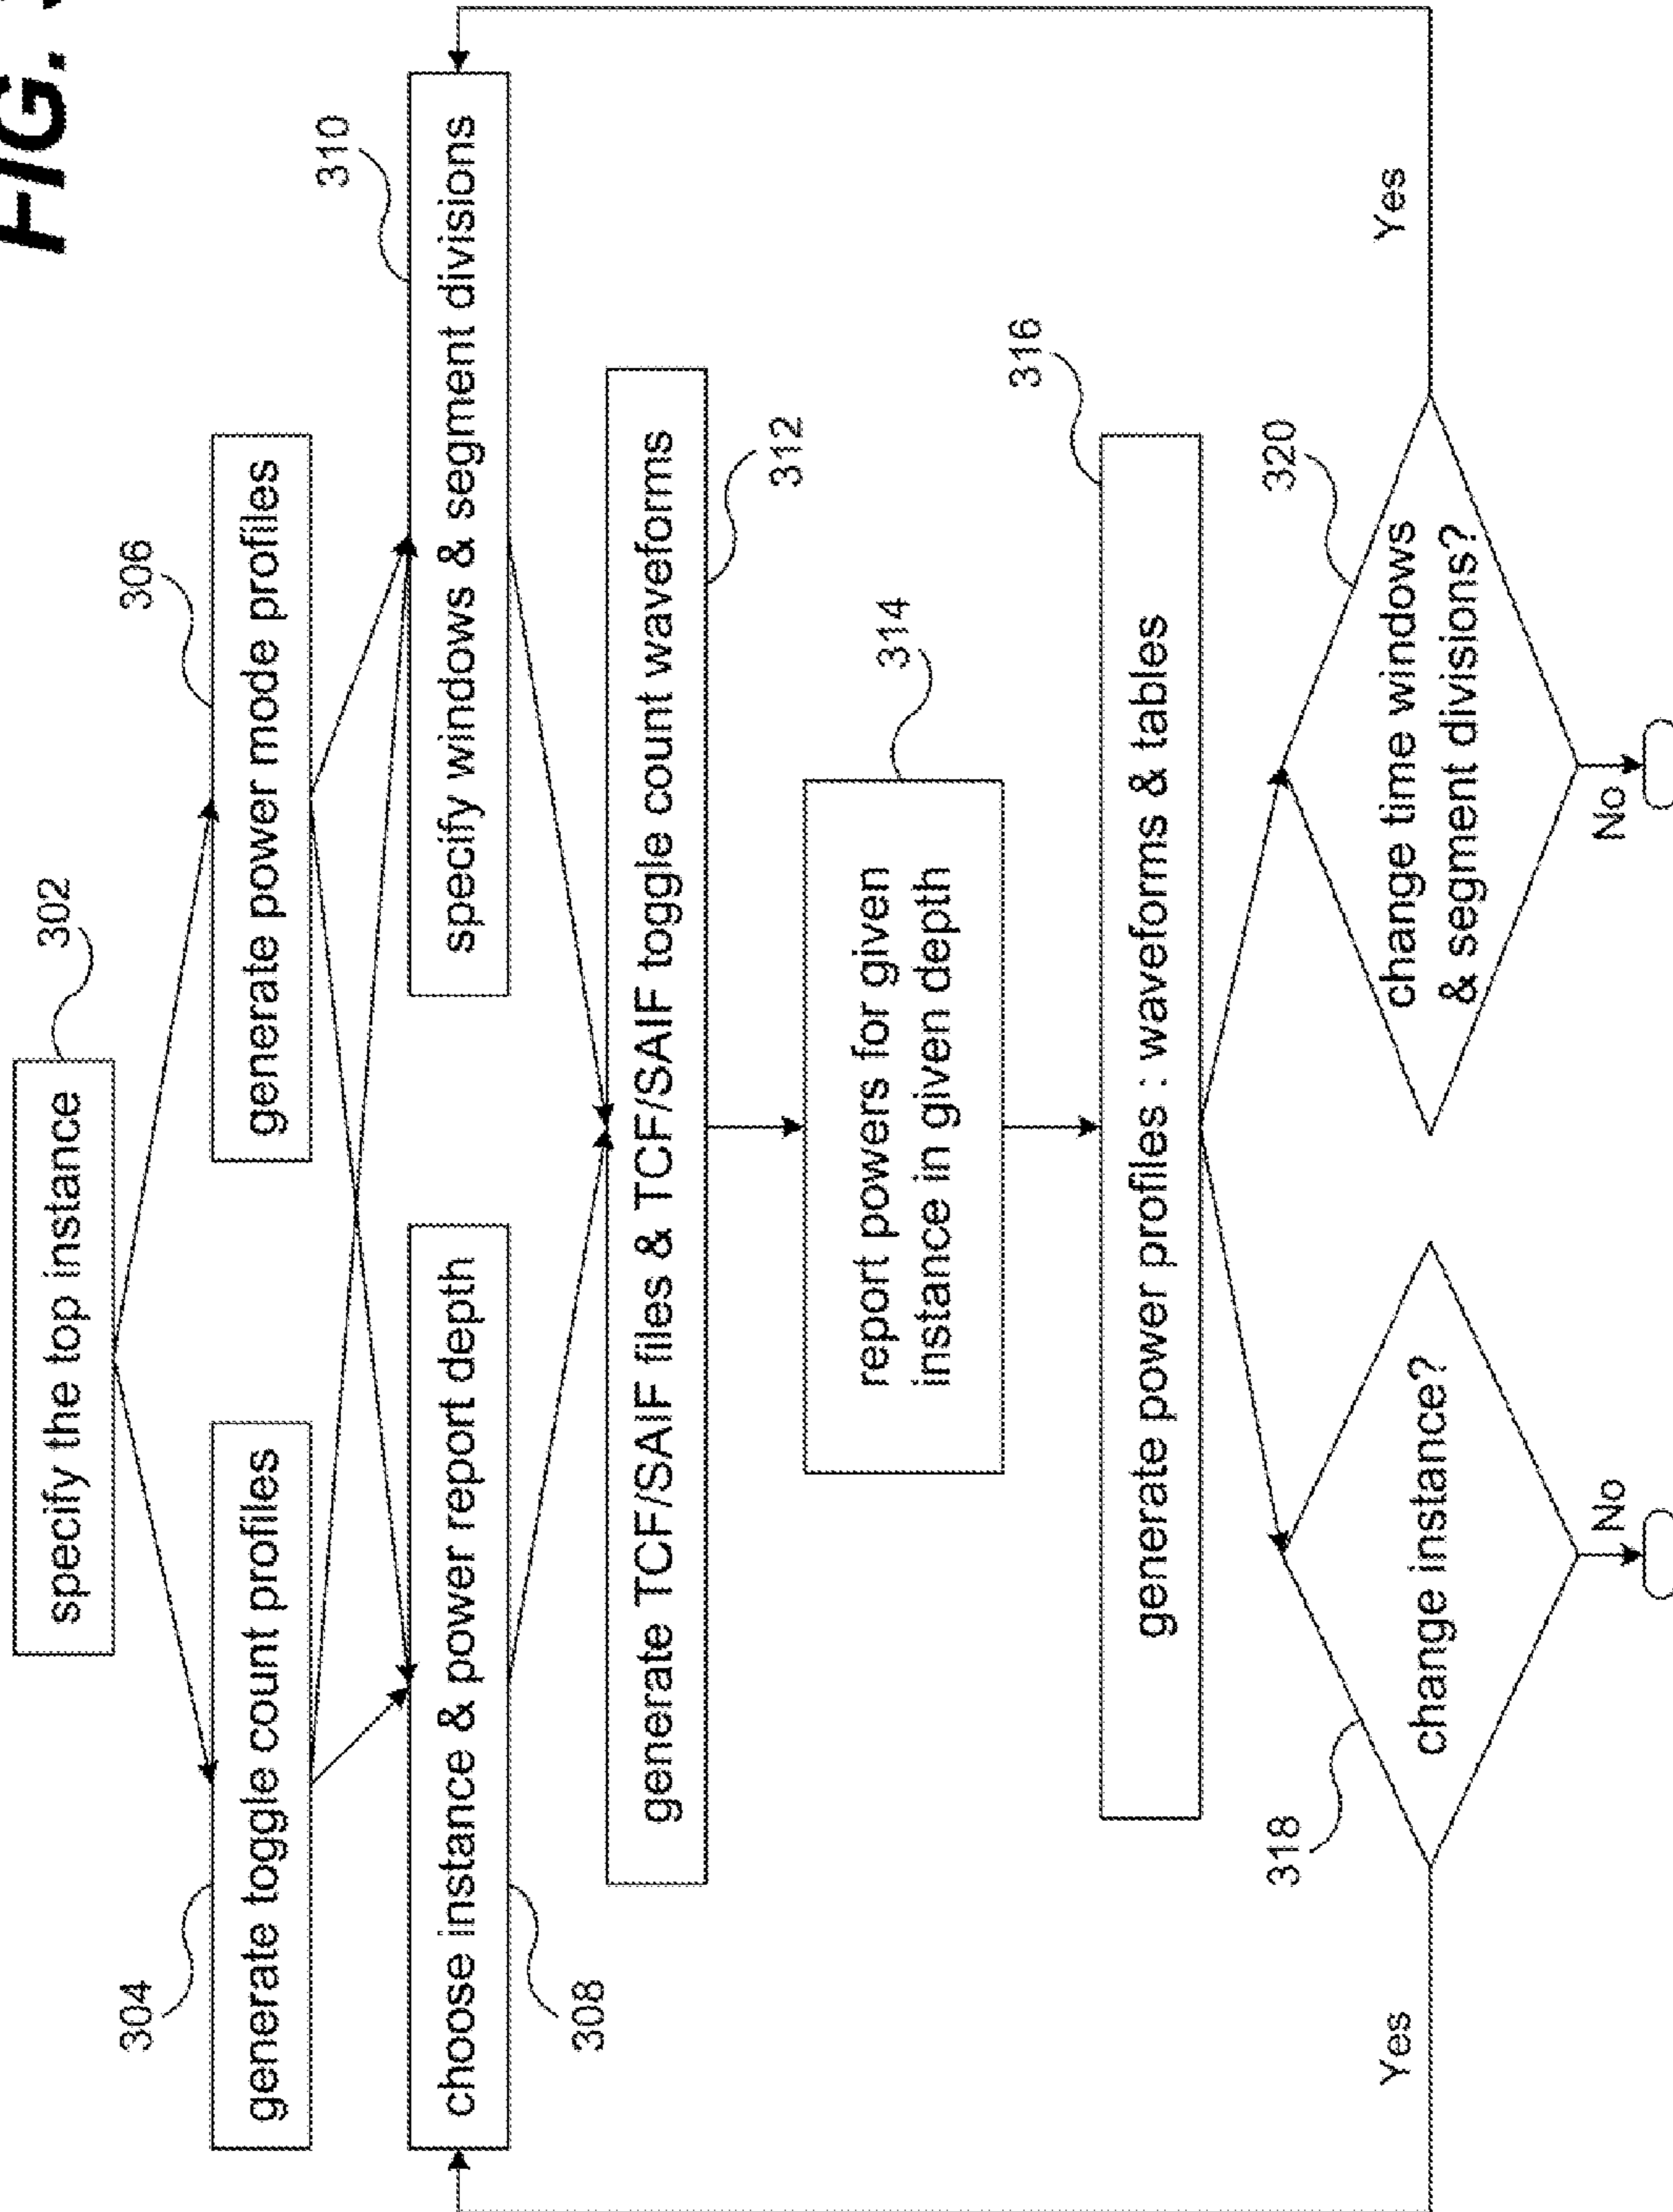 FIG.
302
specify the top instance
304
306
generate toggle count profiles
generate power mode profiles
310
choose instance & power report depth
specify windows & segment divisions
308
generate TCF/SAIF files & TCF/SAIF toggle count waveforms
312
314
report powers for given
instance in given depth
316
generate power profiles : waveforms & tables
318
320
Yes
change instance?
change time windows
& segment divisions?
Yes
No
No